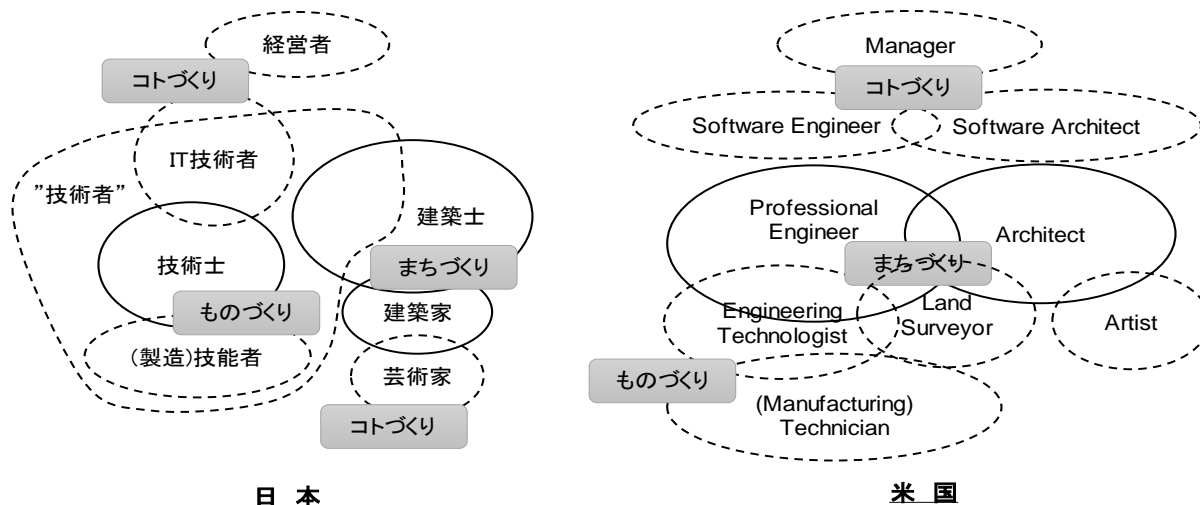 経営者
コトづくり
IT技術者
”技術者”
建築士
技術士
まちづくり
ものづくり
建築家
(製造)技能者
芸術家
コトづくり
日 本
Manager
コトづくり
Software Engineer
Software Architect
Professional
Engineer
Architect
まちづくり
Engineering
Technologist
Land
Surveyor
Artist
ものづくり
(Manufacturing)
Technician
米 国